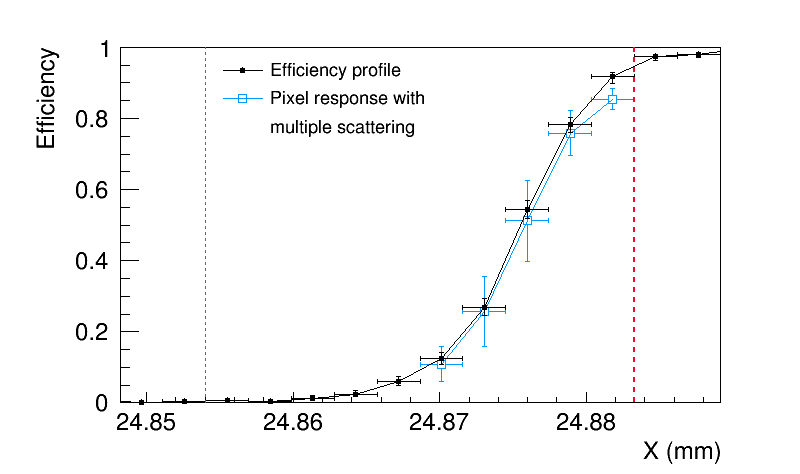 Efficiency
1
0.8
0.6
0.4
0.2
0
Efficiency profile
Pixel response with
multiple scattering
24.85 24.86 24.87 24.88
X (mm)